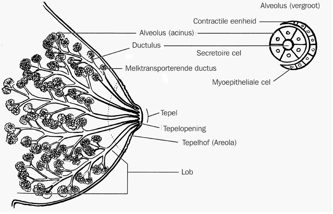 Alveolus (vergroot)
Contractile eenheid
Alveolus (acinus)
Ductulus
Secretoire cel
Melktransporterende ductus
Myoepitheliale cel
Tepel
Tepelopening
Tepelhof (Areola)
Lob